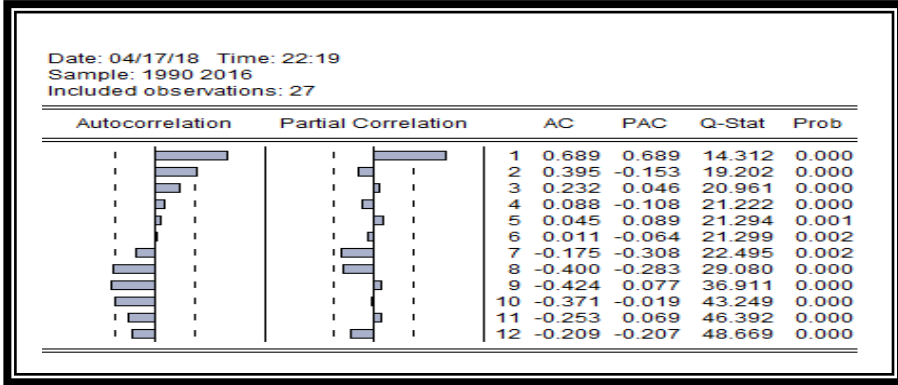 Date: 04/17/18 Time: 22:19
Sample: 1990 2016
Included observations: 27
Autocorrelation Partial Correlation AC PAC Q-Stat Prob
1 0.689 0.689 14.312 0.000
2 0.395 -0.153 19.202 0.000
3 0.232 0.046 20.961 0.000
4 0.088 -0.108 21.222 0.000
5 0.045 0.089 21.294 0.001
6 0.011 -0.064 21.299 0.002
7 -0.175 -0.308 22.495 0.002
8 -0.400 -0.283 29.080 0.000
9 -0.424 0.077 36.911 0.000
10 -0.371 -0.019 43.249 0.000
11 -0.253 0.069 46.392 0.000
12 -0.209 -0.207 48.669 0.000